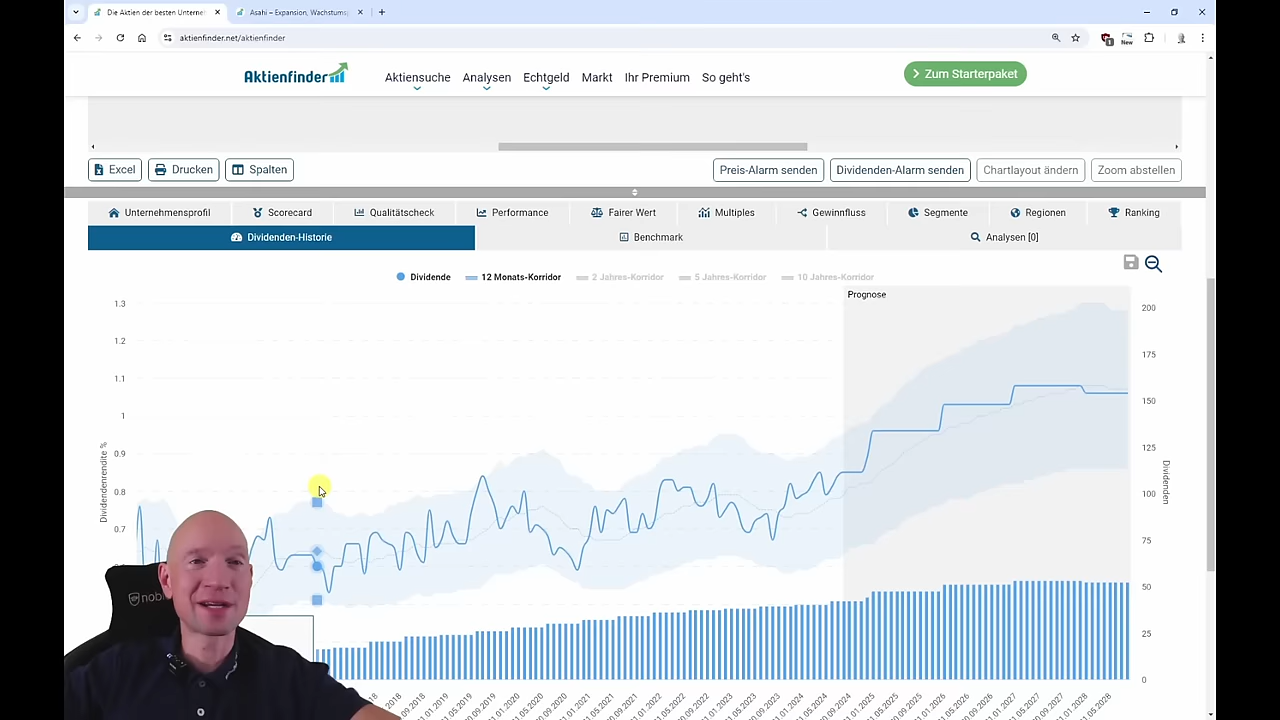 Die Aktien der besten Unterne
Asahi – Expansion, Wachstums
aktienfinder.net/aktienfinder
New
Aktienfinder
Aktiensuche
Analysen
Echtgeld
Markt
Ihr Premium
So geht's
Zum Starterpaket
Excel
Drucken
Spalten
Preis-Alarm senden
Dividenden-Alarm senden
Chartlayout ändern
Zoom abstellen
Unternehmensprofil
Scorecard
Qualitätscheck
Performance
Fairer Wert
Multiples
Gewinnfluss
Segmente
Regionen
Ranking
Dividenden-Historie
Benchmark
Analysen [0]
Dividende
12 Monats-Korridor
2 Jahres-Korridor
5 Jahres-Korridor
10 Jahres-Korridor
Prognose
1.3
1.2
1.1
1
0.9
0.8
0.7
Dividendenrendite %
200
175
150
125
100
75
50
25
0
Dividenden